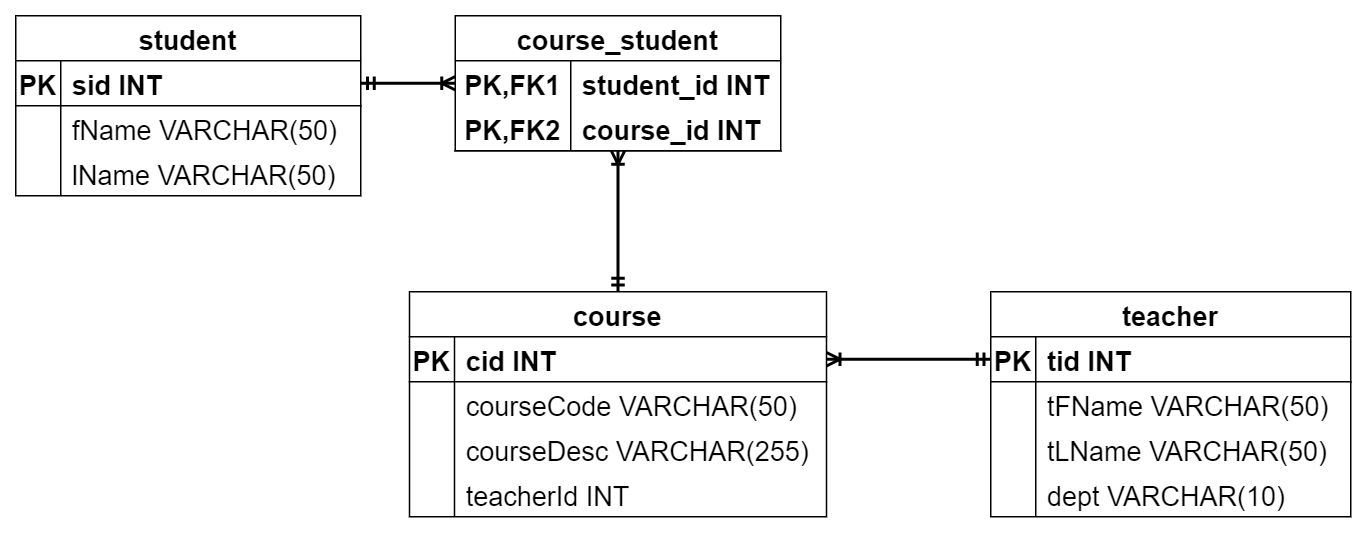 student
PK sid INT
fName VARCHAR(50)
lName VARCHAR(50)
course_student
PK,FK1 student_id INT
PK,FK2 course_id INT
course
PK cid INT
courseCode VARCHAR(50)
courseDesc VARCHAR(255)
teacherId INT
teacher
PK tid INT
tFName VARCHAR(50)
tLName VARCHAR(50)
dept VARCHAR(10)